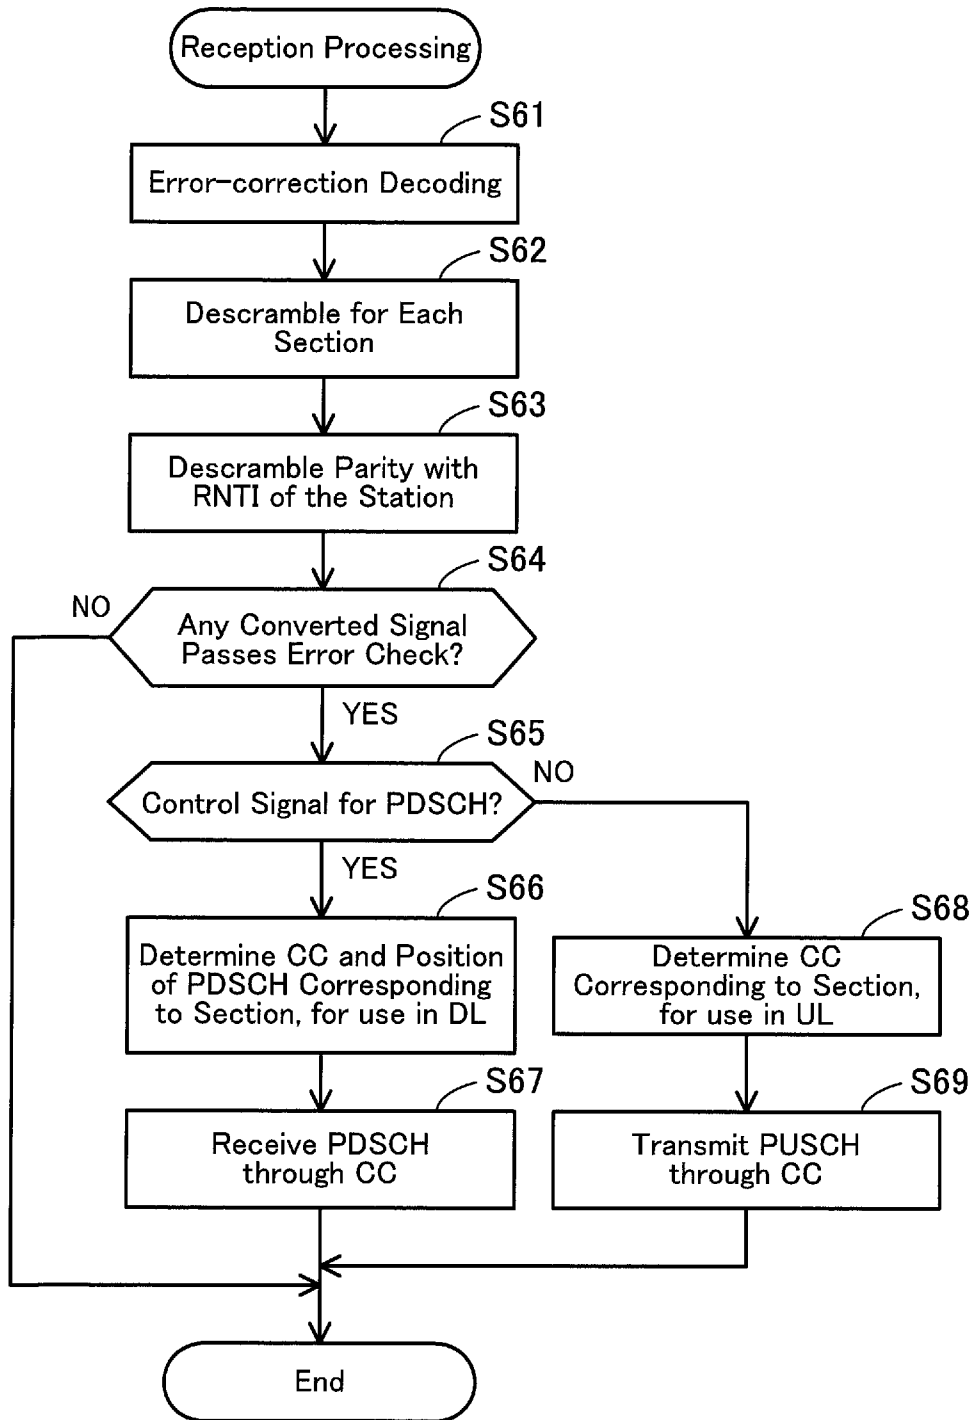 Reception Processing
S61
Error-correction Decoding
S62
Descramble for Each
Section
S63
Descramble Parity with
RNTI of the Station
S64
NO
Any Converted Signal
Passes Error Check?
YES
S65
NO
Control Signal for PDSCH?
YES
S66
Determine CC and Position
of PDSCH Corresponding
to Section, for use in DL
S68
Determine CC
Corresponding to Section,
for use in UL
S67
Receive PDSCH
through CC
S69
Transmit PUSCH
through CC
End